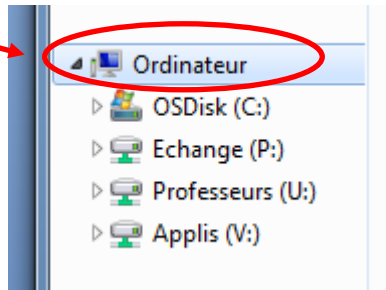 Ordinateur
OSDisk (C:)
Echange (P:)
Professeurs (U:)
Applis (V:)